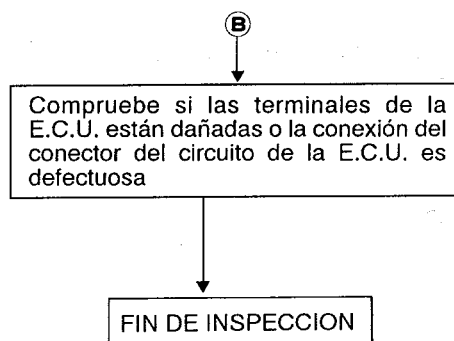 B
Compruebe si las terminales de la
E.C.U. están dañadas o la conexión del
conector del circuito de la E.C.U. es
defectuosa
FIN DE INSPECCION